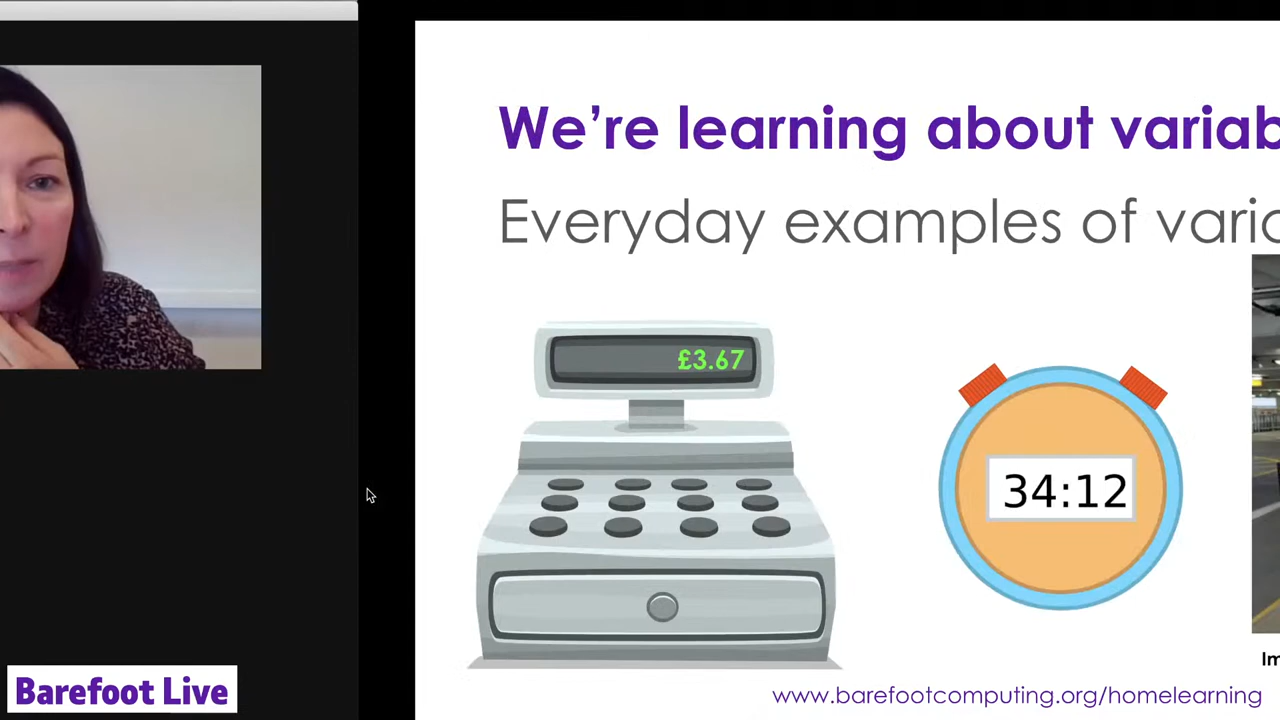 We're learning about variab
Everyday examples of varia
£3.67
34:12
Im
www.barefootcomputing.org/homelearning
Barefoot Live